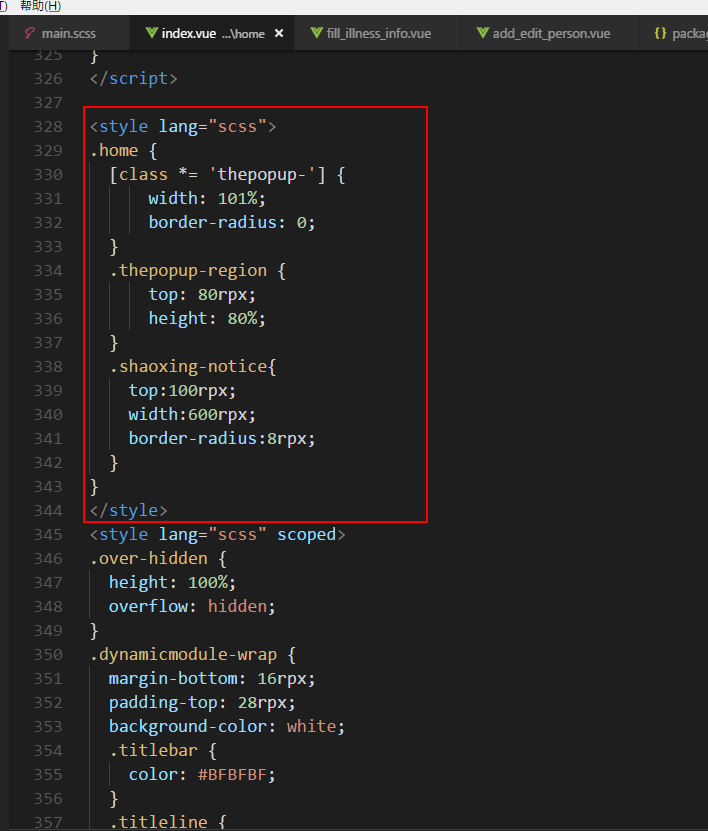 T) 帮助(H)
main.scss index.vue ...\home × fill_illness_info.vue add_edit_person.vue {} packag
325 }
326 </script>
327
328 <style lang="scss">
329 .home {
330 [class *= 'thepopup-'] {
331 width: 101%;
332 border-radius: 0;
333 }
334 .thepopup-region {
335 top: 80rpx;
336 height: 80%;
337 }
338 .shaoxing-notice{
339 top:100rpx;
340 width:600rpx;
341 border-radius:8rpx;
342 }
343 }
344 </style>
345 <style lang="scss" scoped>
346 .over-hidden {
347 height: 100%;
348 overflow: hidden;
349 }
350 .dynamicmodule-wrap {
351 margin-bottom: 16rpx;
352 padding-top: 28rpx;
353 background-color: white;
354 .titlebar {
355 color: #BFBFBF;
356 }
357 .titleline {